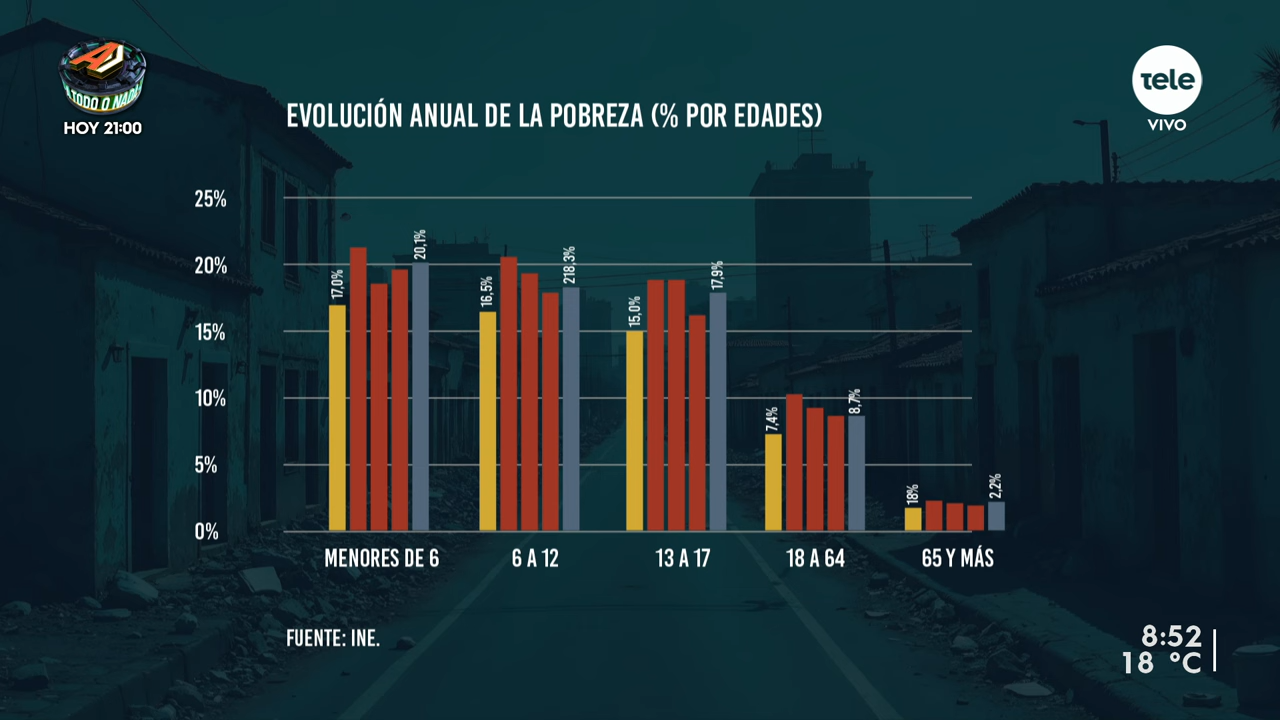 A
TODO O NADA
HOY 21:00
tele
VIVO
EVOLUCIÓN ANUAL DE LA POBREZA (% POR EDADES)
25%
20%
15%
10%
5%
0%
17,0%
20,1%
16,5%
218,3%
15,0%
17,9%
7,4%
8,7%
18%
2,2%
MENORES DE 6
6 A 12
13 A 17
18 A 64
65 Y MÁS
FUENTE: INE.
8:52
18 °C